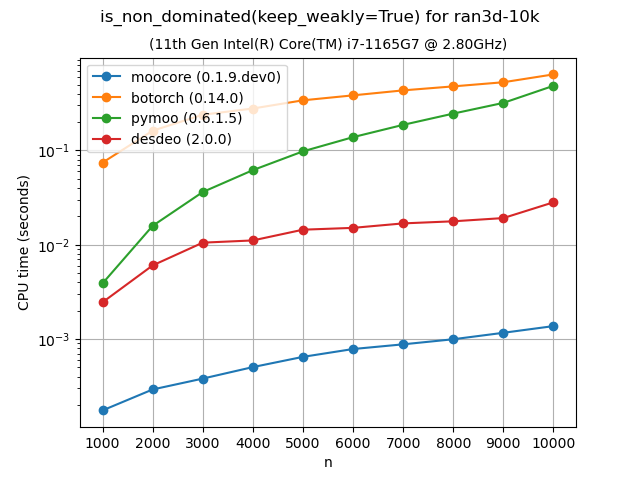 is_non_dominated(keep_weakly=True) for ran3d-10k
(11th Gen Intel(R) Core(TM) i7-1165G7 @ 2.80GHz)
moocore (0.1.9.dev0)
botorch (0.14.0)
pymoo (0.6.1.5)
desdeo (2.0.0)
CPU time (seconds)
10⁻¹
10⁻²
10⁻³
1000 2000 3000 4000 5000 6000 7000 8000 9000 10000
n